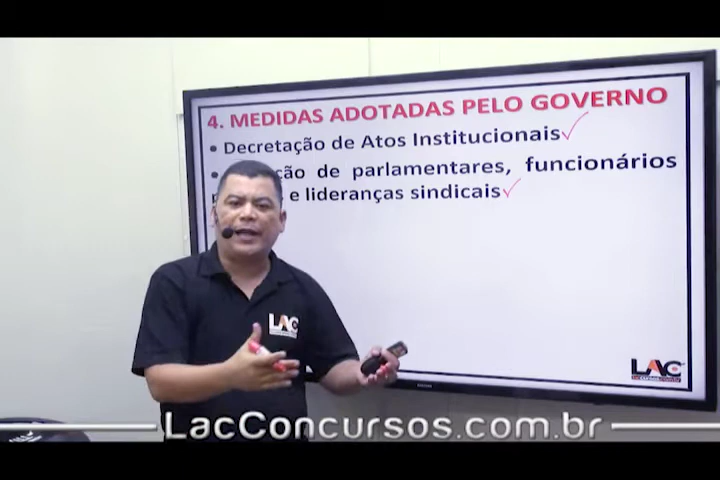 4. MEDIDAS ADOTADAS PELO GOVERNO
• Decretação de Atos Institucionais
• ção de parlamentares, funcionários
e lideranças sindicais
LAC
LAC
LacConcursos.com.br